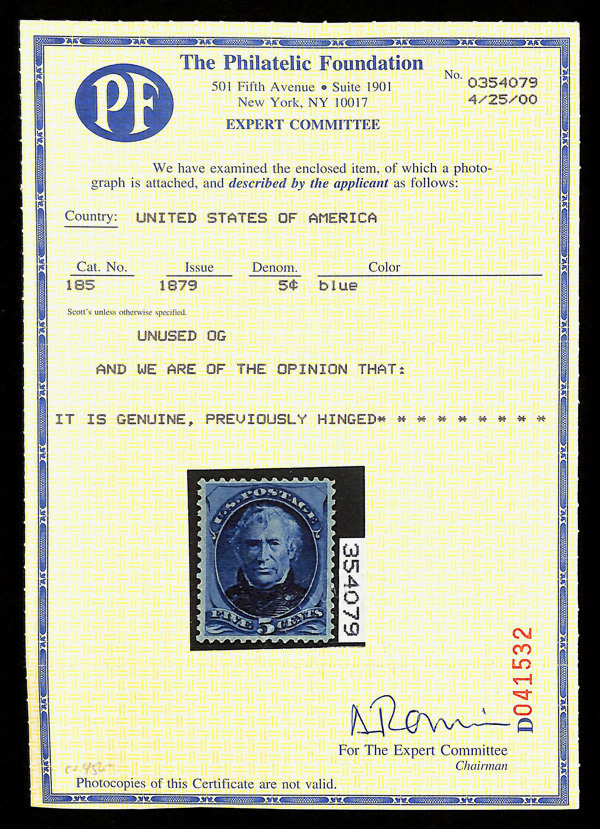 PF
The Philatelic Foundation
501 Fifth Avenue • Suite 1901
New York, NY 10017
EXPERT COMMITTEE
No. 0354079
4/25/00
We have examined the enclosed item, of which a photo-
graph is attached, and described by the applicant as follows:
Country: UNITED STATES OF AMERICA
Cat. No. Issue Denom. Color
185 1879 5¢ blue
Scott's unless otherwise specified.
UNUSED OG
AND WE ARE OF THE OPINION THAT:
IT IS GENUINE, PREVIOUSLY HINGED* * * * * * * * *
U.S. POSTAGE
FIVE 5 CENTS
354079
D041532
For The Expert Committee
Chairman
Photocopies of this Certificate are not valid.